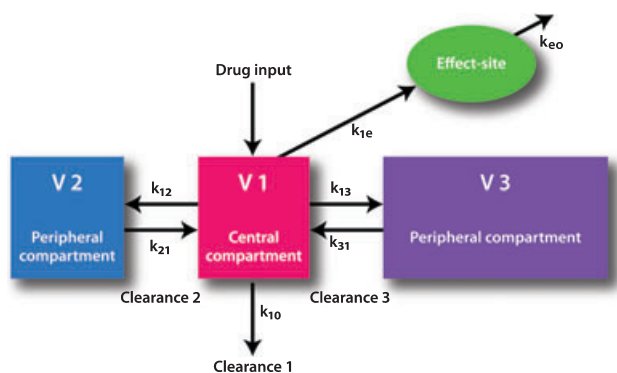 k₁ₑ
Effect-site
kₑₒ
Drug input
V 2
Peripheral
compartment
k₁₂
k₂₁
V 1
Central
compartment
k₁₃
k₃₁
V 3
Peripheral compartment
Clearance 2
k₁₀
Clearance 3
Clearance 1